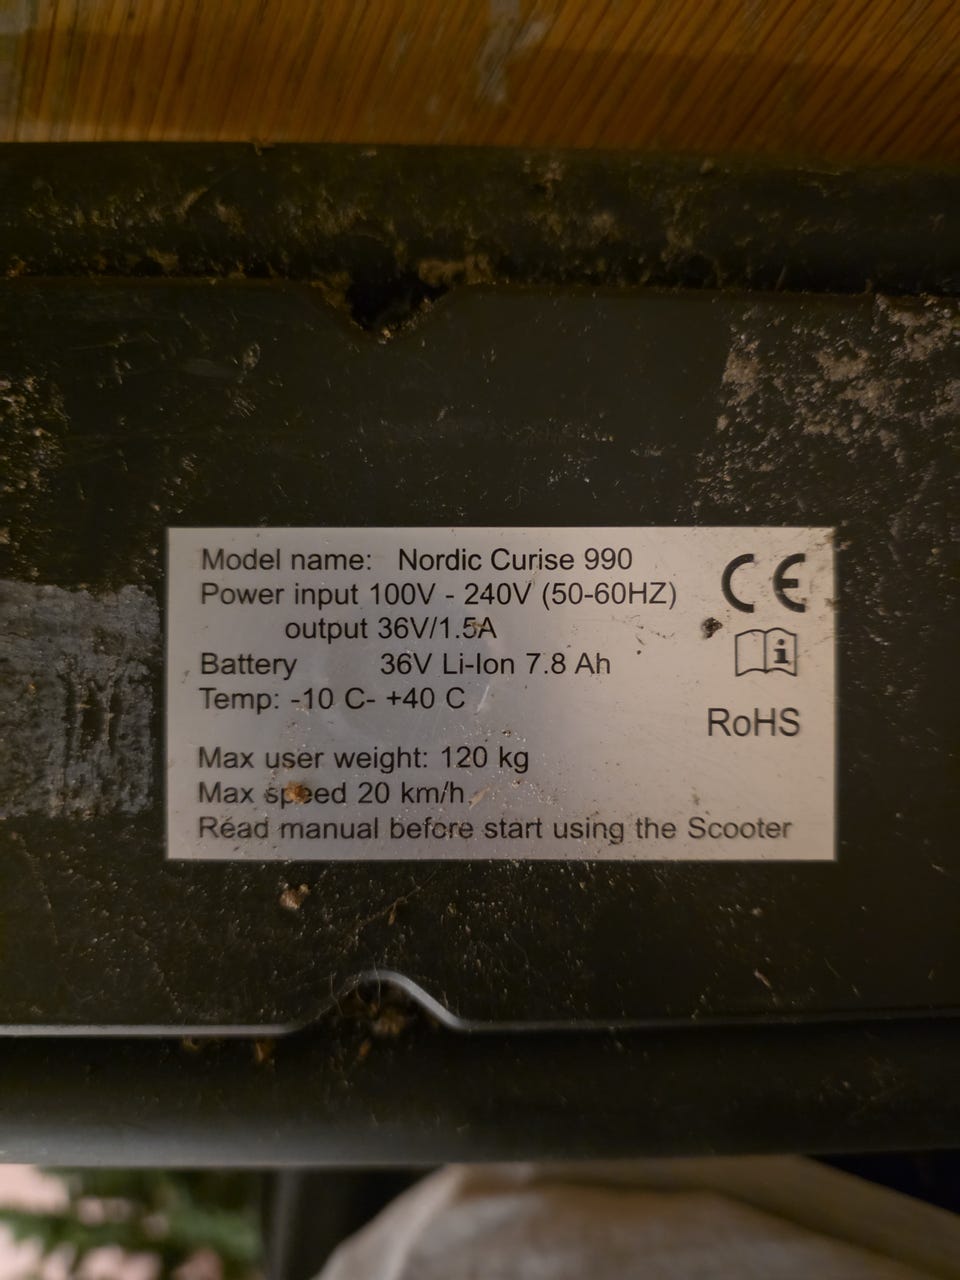 Model name: Nordic Curise 990
Power input 100V - 240V (50-60HZ)
output 36V/1.5A
Battery 36V Li-Ion 7.8 Ah
Temp: -10 C- +40 C
Max user weight: 120 kg
Max speed 20 km/h
Read manual before start using the Scooter
CE
i
RoHS